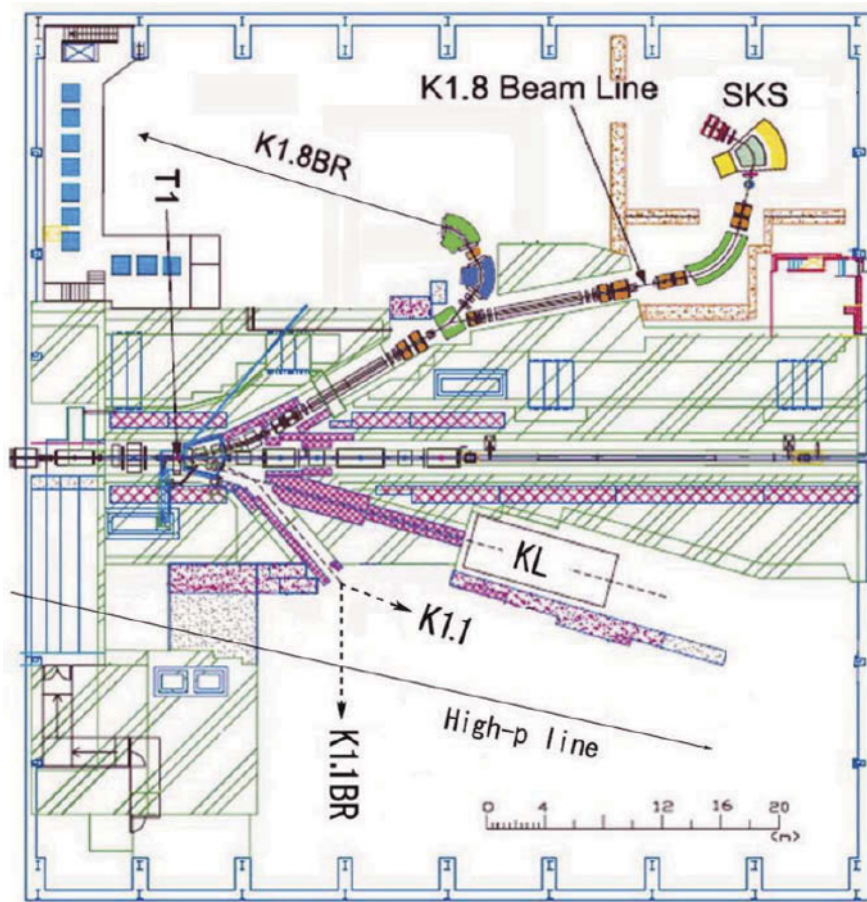 K1.8 Beam Line
SKS
K1.8BR
T1
KL
K1.1
High-p line
K1.1BR
0 4 12 16 20
(m)